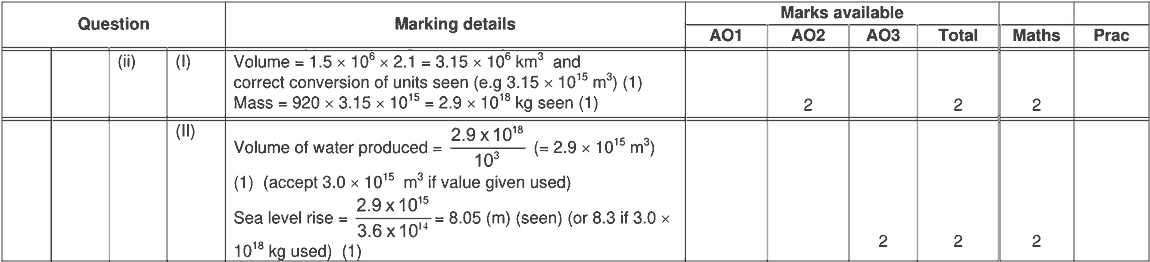 Question Marking details Marks available
AO1 AO2 AO3 Total Maths Prac
(ii) (I) Volume = 1.5 × 10⁶ × 2.1 = 3.15 × 10⁶ km³ and
correct conversion of units seen (e.g 3.15 × 10¹⁵ m³) (1)
Mass = 920 × 3.15 × 10¹⁵ = 2.9 × 10¹⁸ kg seen (1) 2 2 2
(II) Volume of water produced = 2.9 x 10¹⁸ / 10³ (= 2.9 × 10¹⁵ m³)
(1) (accept 3.0 × 10¹⁵ m³ if value given used)
Sea level rise = 2.9 x 10¹⁵ / 3.6 x 10¹⁴ = 8.05 (m) (seen) (or 8.3 if 3.0 ×
10¹⁸ kg used) (1) 2 2 2